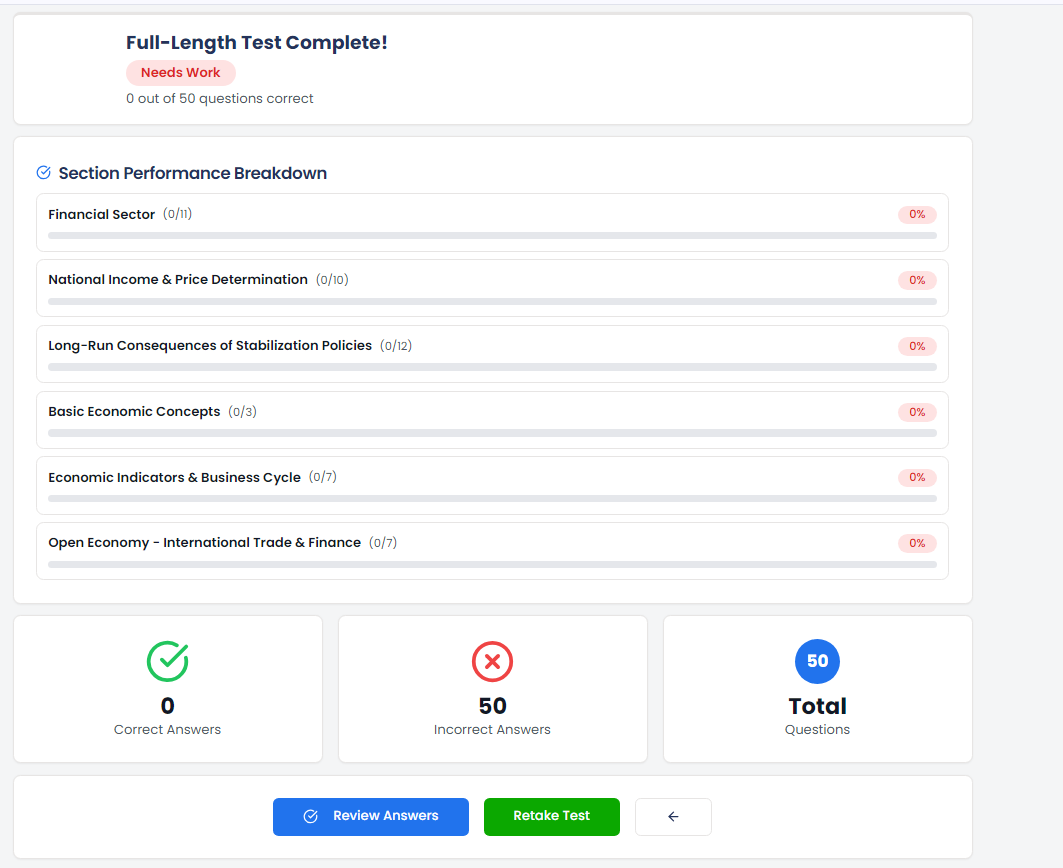 Full-Length Test Complete!
Needs Work
0 out of 50 questions correct
Section Performance Breakdown
Financial Sector (0/11) 0%
National Income & Price Determination (0/10) 0%
Long-Run Consequences of Stabilization Policies (0/12) 0%
Basic Economic Concepts (0/3) 0%
Economic Indicators & Business Cycle (0/7) 0%
Open Economy - International Trade & Finance (0/7) 0%
0
Correct Answers
50
Incorrect Answers
50
Total
Questions
Review Answers
Retake Test